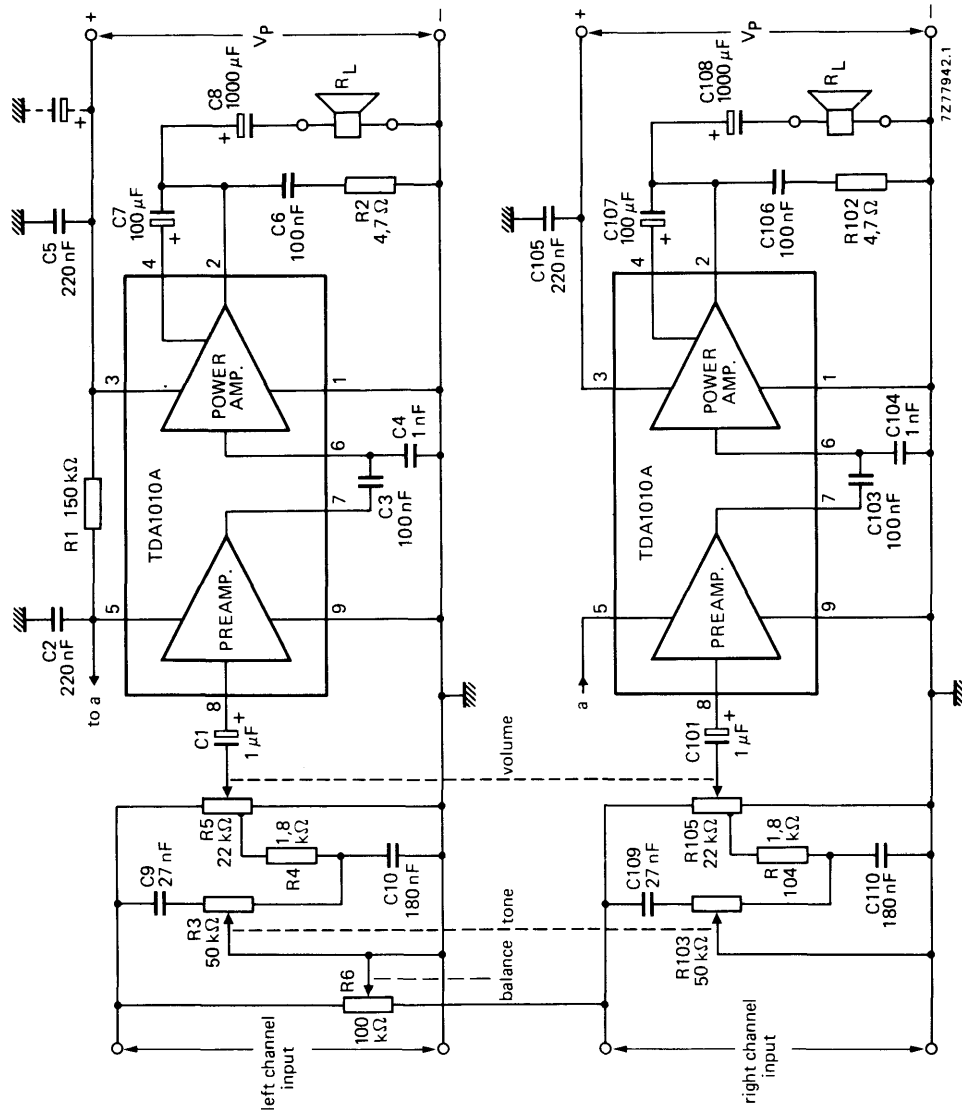 to a
C2
220 nF
R1 150 kΩ
C5
220 nF
+
+
5
3
4
C7
100 μF
+
TDA1010A
PREAMP.
POWER
AMP.
8
C1
+
1 μF
2
+
C8
1000 μF
C6
100 nF
R2
4,7 Ω
RL
VP
9
7
6
1
C3
100 nF
C4
1 nF
−
C9
27 nF
R5
22 kΩ
R3
50 kΩ
1,8
kΩ
R4
C10
180 nF
R6
100
kΩ
left channel
input
balance
tone
volume
a
C105
220 nF
+
5
3
4
C107
100 μF
+
TDA1010A
PREAMP.
POWER
AMP.
8
C101
+
1 μF
2
+
C108
1000 μF
C106
100 nF
R102
4,7 Ω
RL
VP
9
7
6
1
C103
100 nF
C104
1 nF
−
C109
27 nF
R105
22 kΩ
R103
50 kΩ
1,8
kΩ
R
104
C110
180 nF
right channel
input
7Z77942.1